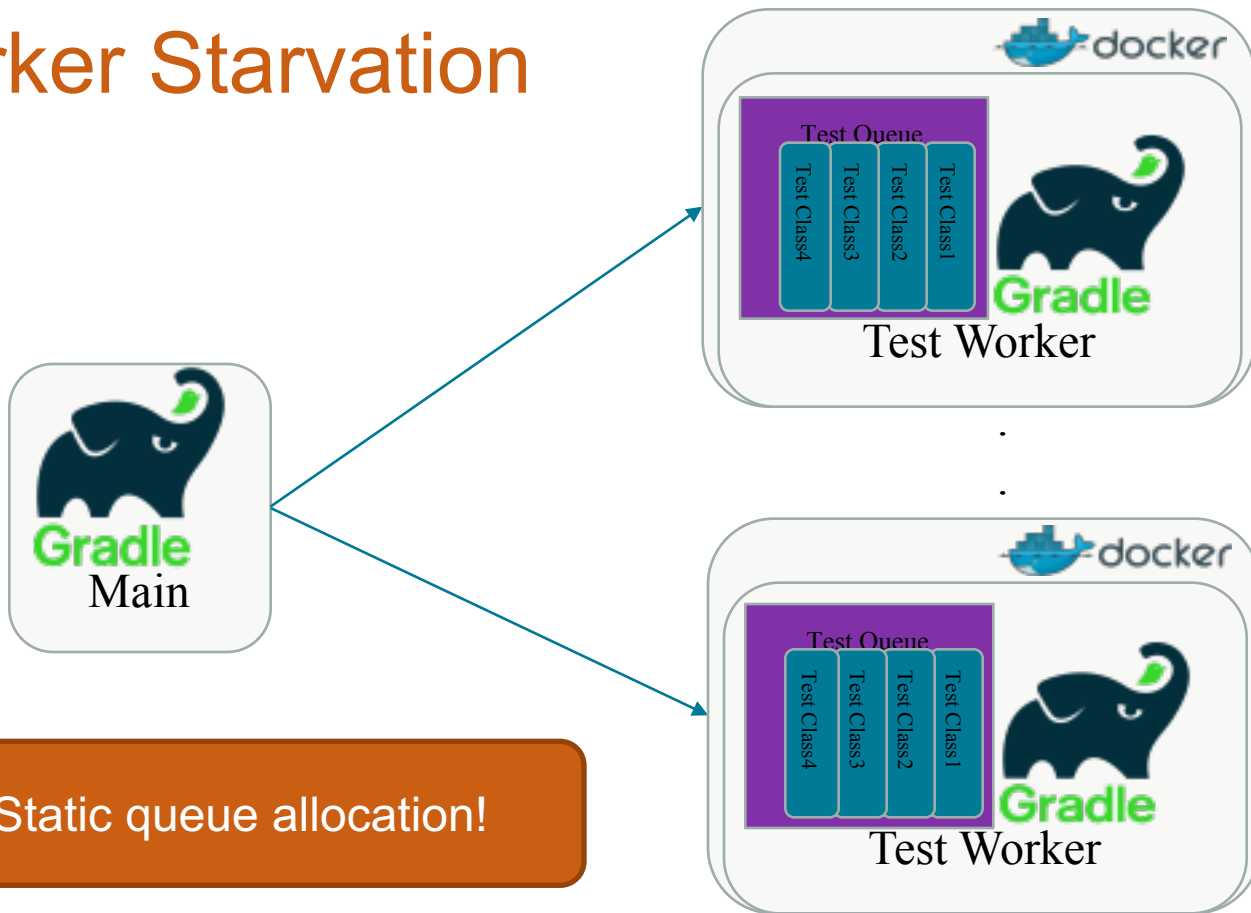 rker Starvation
docker
Test Queue
Test Class4
Test Class3
Test Class2
Test Class1
Gradle
Test Worker
.
.
Gradle
Main
docker
Test Queue
Test Class4
Test Class3
Test Class2
Test Class1
Gradle
Test Worker
Static queue allocation!